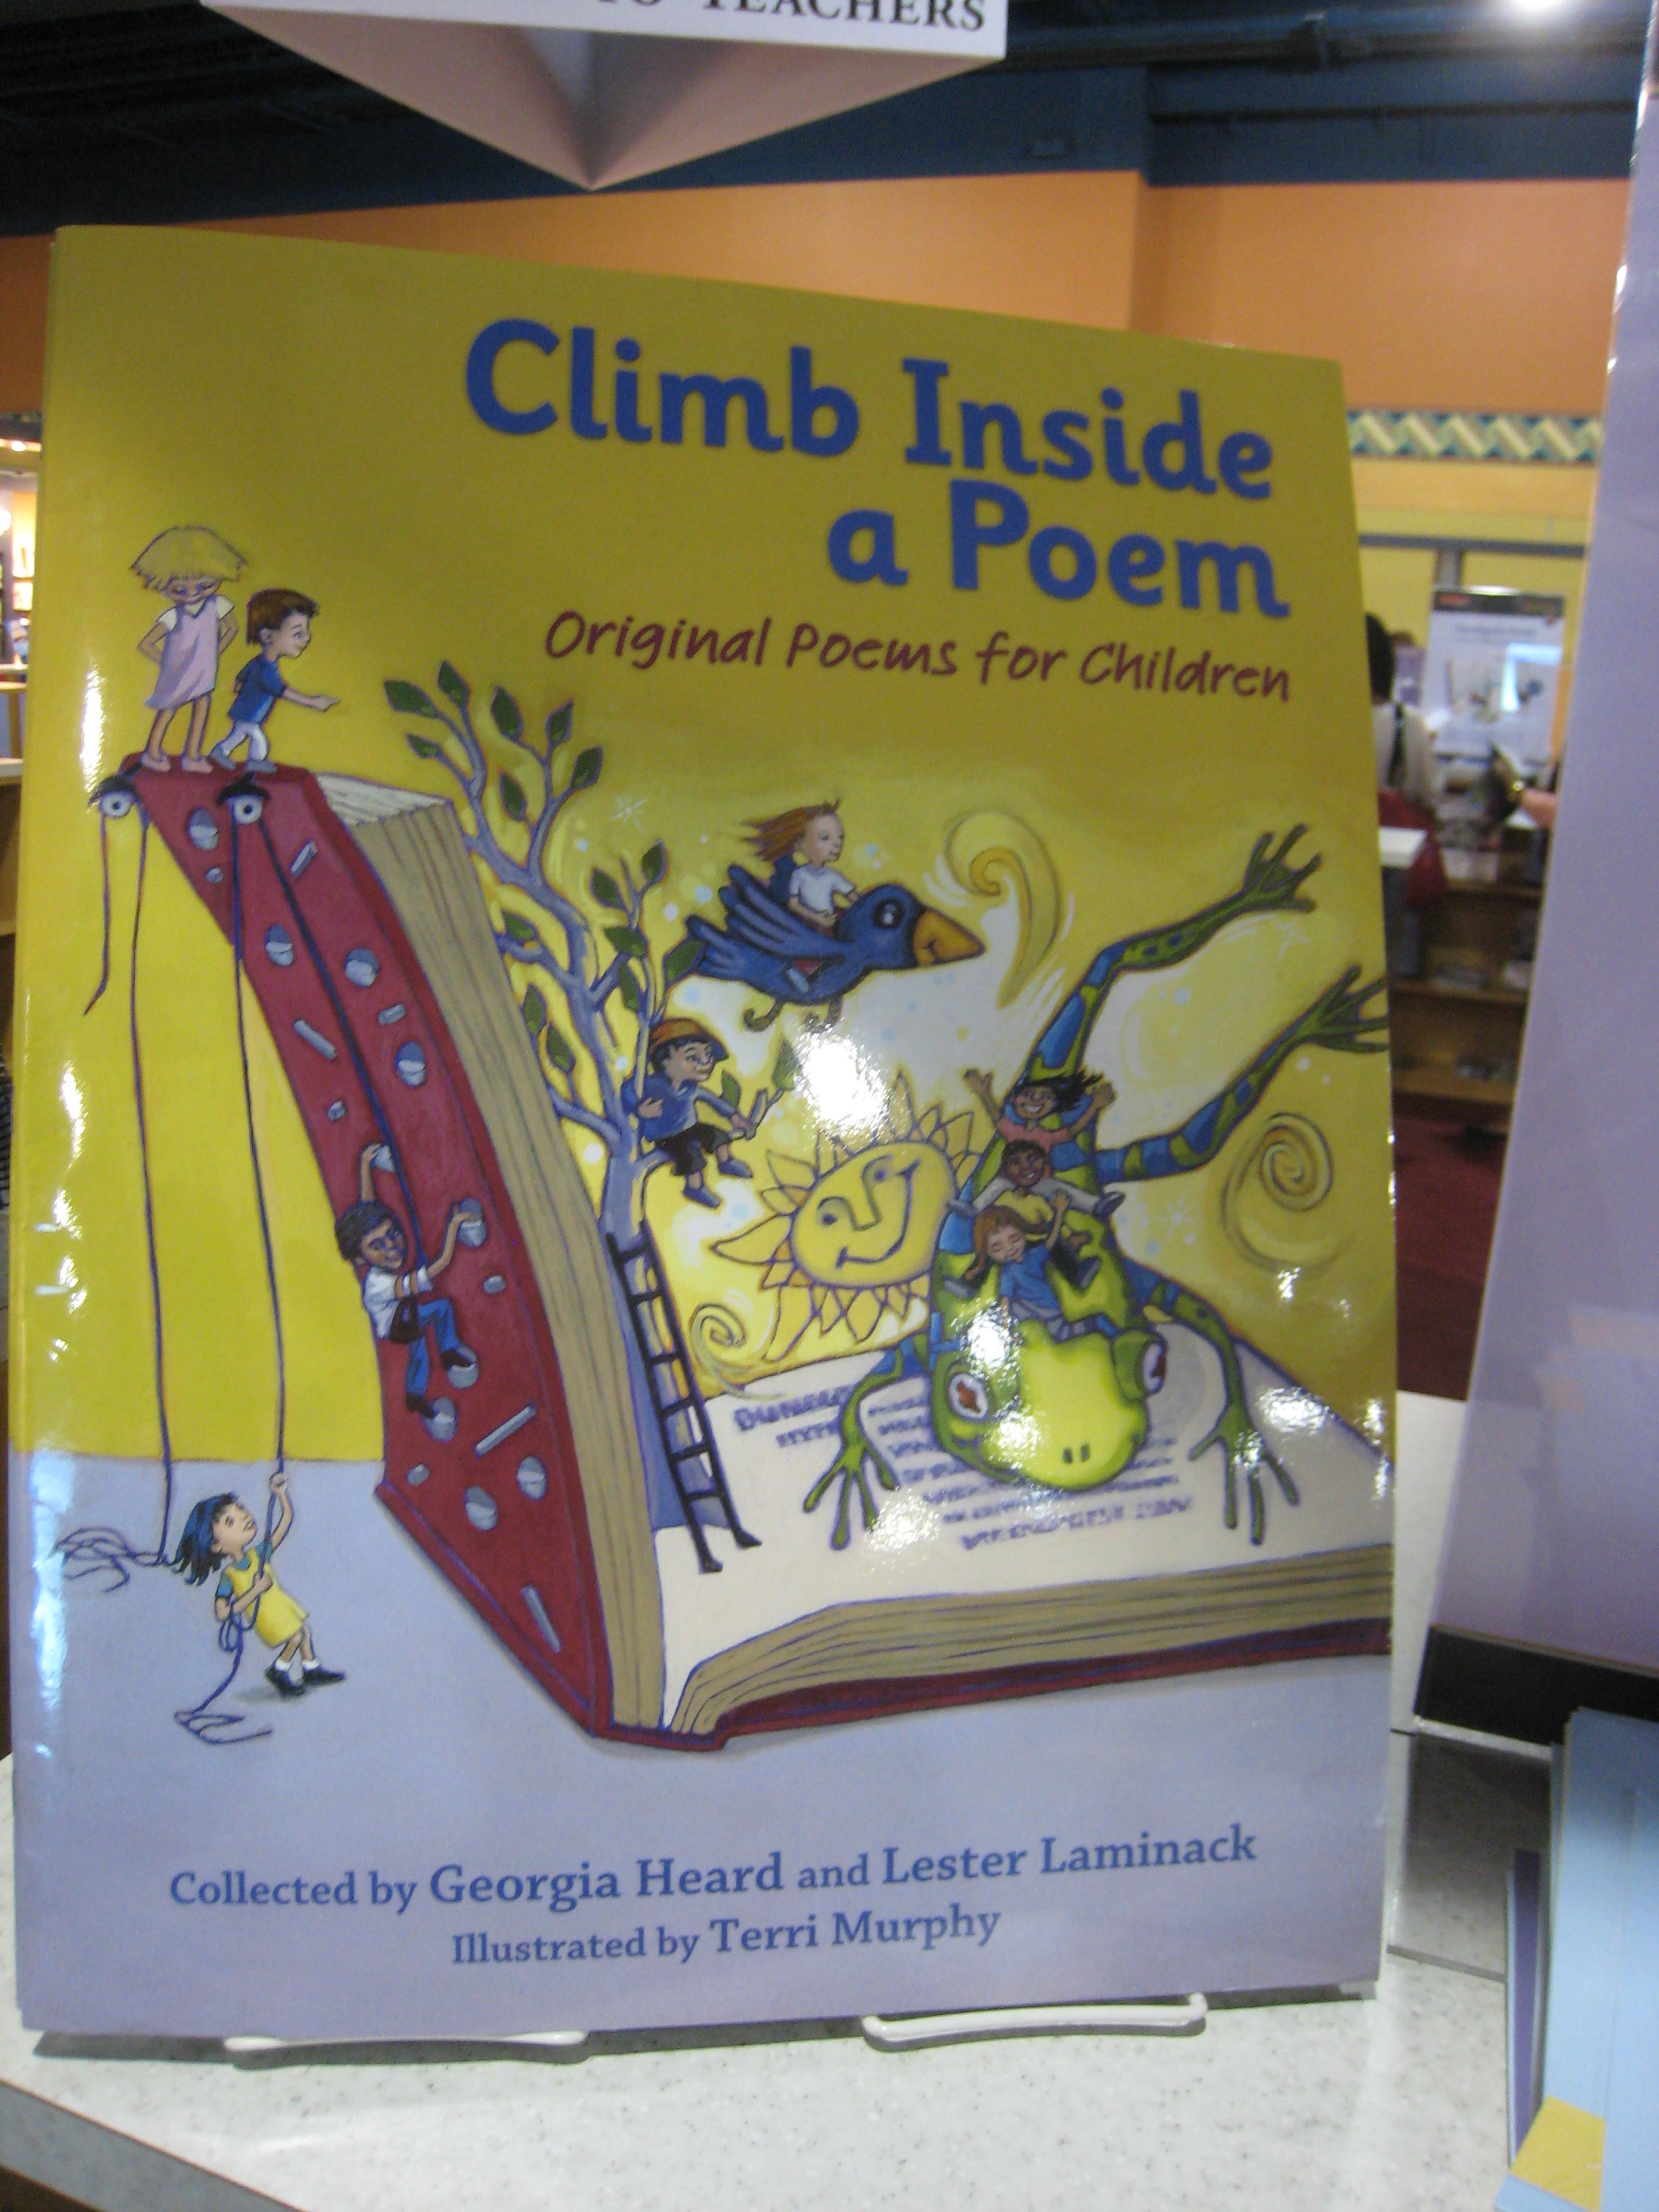 TEACHERS
Climb Inside
a Poem
Original Poems for Children
Collected by Georgia Heard and Lester Laminack
Illustrated by Terri Murphy